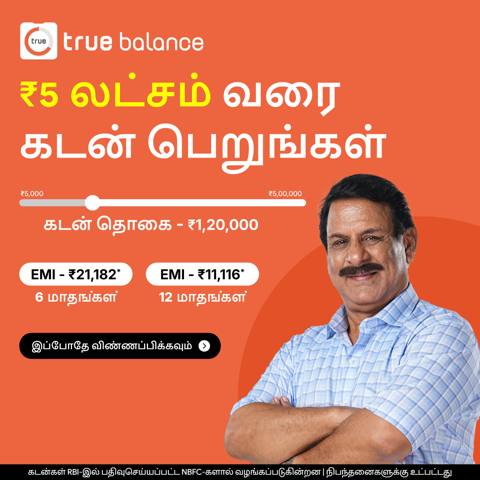 true
true balance
₹5 லட்சம் வரை
கடன் பெறுங்கள்
₹5,000
₹5,00,000
கடன் தொகை - ₹1,20,000
EMI - ₹21,182*
EMI - ₹11,116*
6 மாதங்கள்
12 மாதங்கள்
இப்போதே விண்ணப்பிக்கவும்
கடன்கள் RBI-இல் பதிவுசெய்யப்பட்ட NBFC-களால் வழங்கப்படுகின்றன | நிபந்தனைகளுக்கு உட்பட்டது